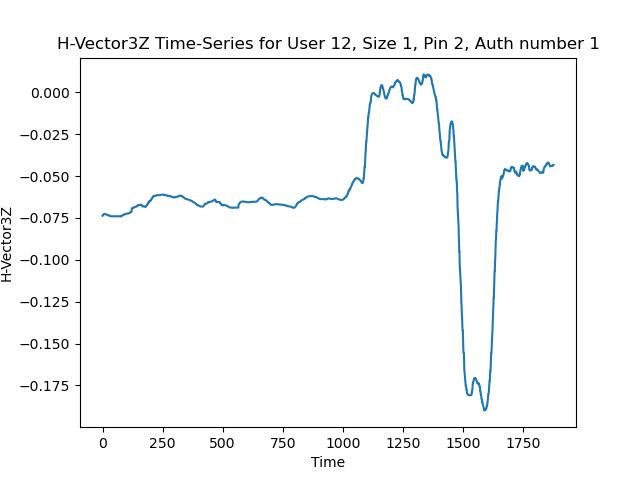 H-Vector3Z Time-Series for User 12, Size 1, Pin 2, Auth number 1
0.000
−0.025
−0.050
−0.075
−0.100
−0.125
−0.150
−0.175
H-Vector3Z
0 250 500 750 1000 1250 1500 1750
Time